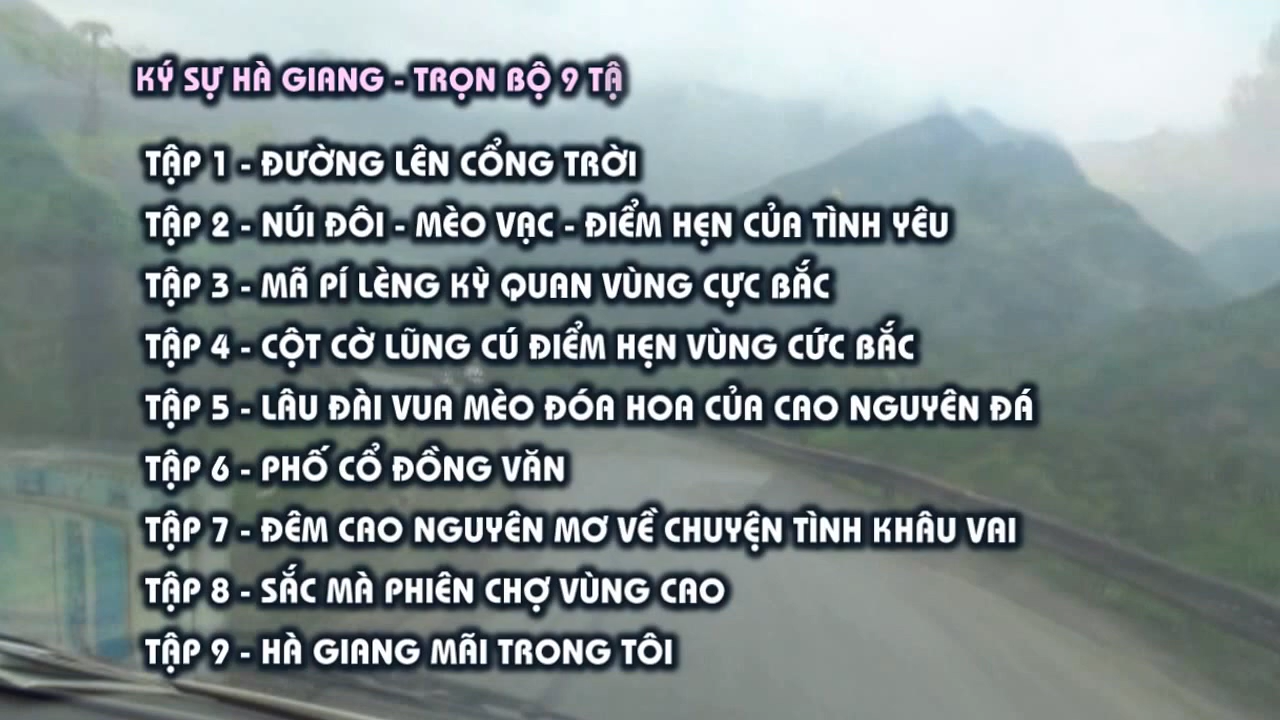 KÝ SỰ HÀ GIANG - TRỌN BỘ 9 TẬ
TẬP 1 - ĐƯỜNG LÊN CỔNG TRỜI
TẬP 2 - NÚI ĐÔI - MÈO VẠC - ĐIỂM HẸN CỦA TÌNH YÊU
TẬP 3 - MÃ PÍ LÈNG KỲ QUAN VÙNG CỰC BẮC
TẬP 4 - CỘT CỜ LŨNG CÚ ĐIỂM HẸN VÙNG CỨC BẮC
TẬP 5 - LÂU ĐÀI VUA MÈO ĐÓA HOA CỦA CAO NGUYÊN ĐÁ
TẬP 6 - PHỐ CỔ ĐỒNG VĂN
TẬP 7 - ĐÊM CAO NGUYÊN MƠ VỀ CHUYỆN TÌNH KHÂU VAI
TẬP 8 - SẮC MÀ PHIÊN CHỢ VÙNG CAO
TẬP 9 - HÀ GIANG MÃI TRONG TÔI